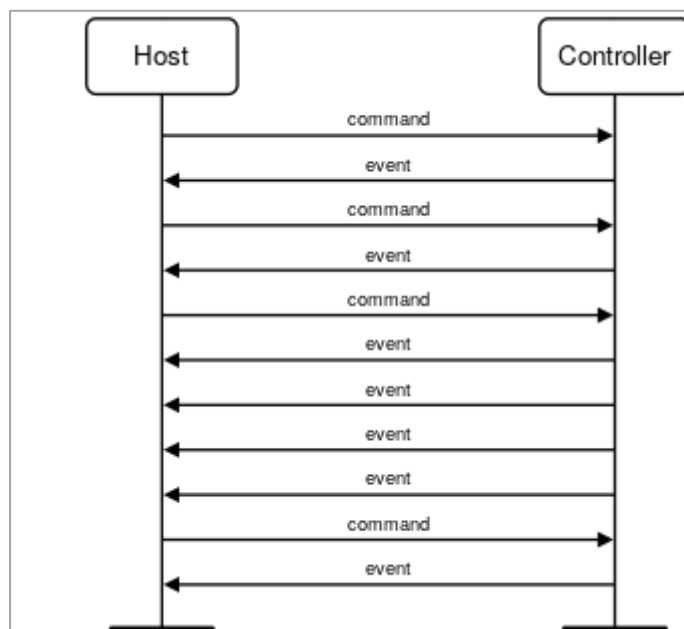 Host
Controller
command
event
command
event
command
event
event
event
event
command
event